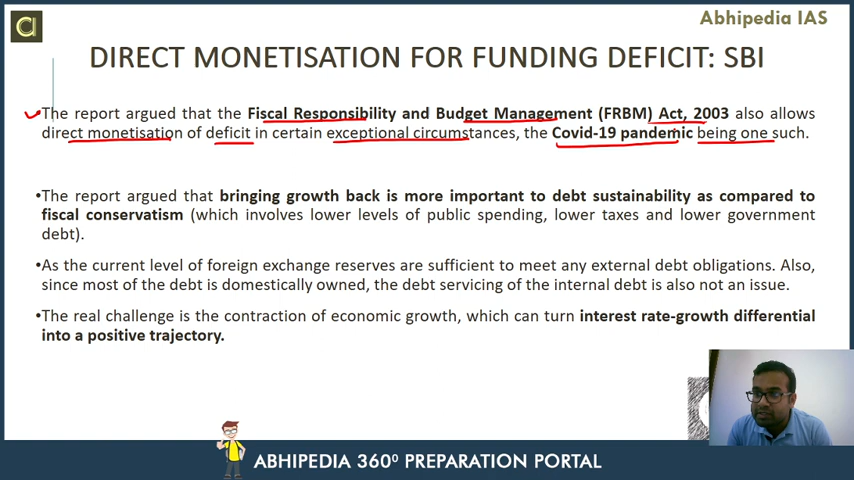 Abhipedia IAS
DIRECT MONETISATION FOR FUNDING DEFICIT: SBI
The report argued that the Fiscal Responsibility and Budget Management (FRBM) Act, 2003 also allows
direct monetisation of deficit in certain exceptional circumstances, the Covid-19 pandemic being one such.
•The report argued that bringing growth back is more important to debt sustainability as compared to
fiscal conservatism (which involves lower levels of public spending, lower taxes and lower government
debt).
•As the current level of foreign exchange reserves are sufficient to meet any external debt obligations. Also,
since most of the debt is domestically owned, the debt servicing of the internal debt is also not an issue.
•The real challenge is the contraction of economic growth, which can turn interest rate-growth differential
into a positive trajectory.
ABHIPEDIA 360⁰ PREPARATION PORTAL